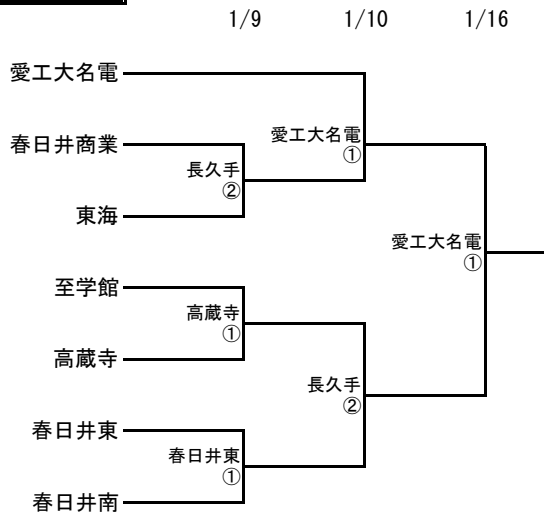 1/9 1/10 1/16
愛工大名電
春日井商業
愛工大名電
①
長久手
②
東海
愛工大名電
①
至学館
高蔵寺
①
高蔵寺
長久手
②
春日井東
春日井東
①
春日井南